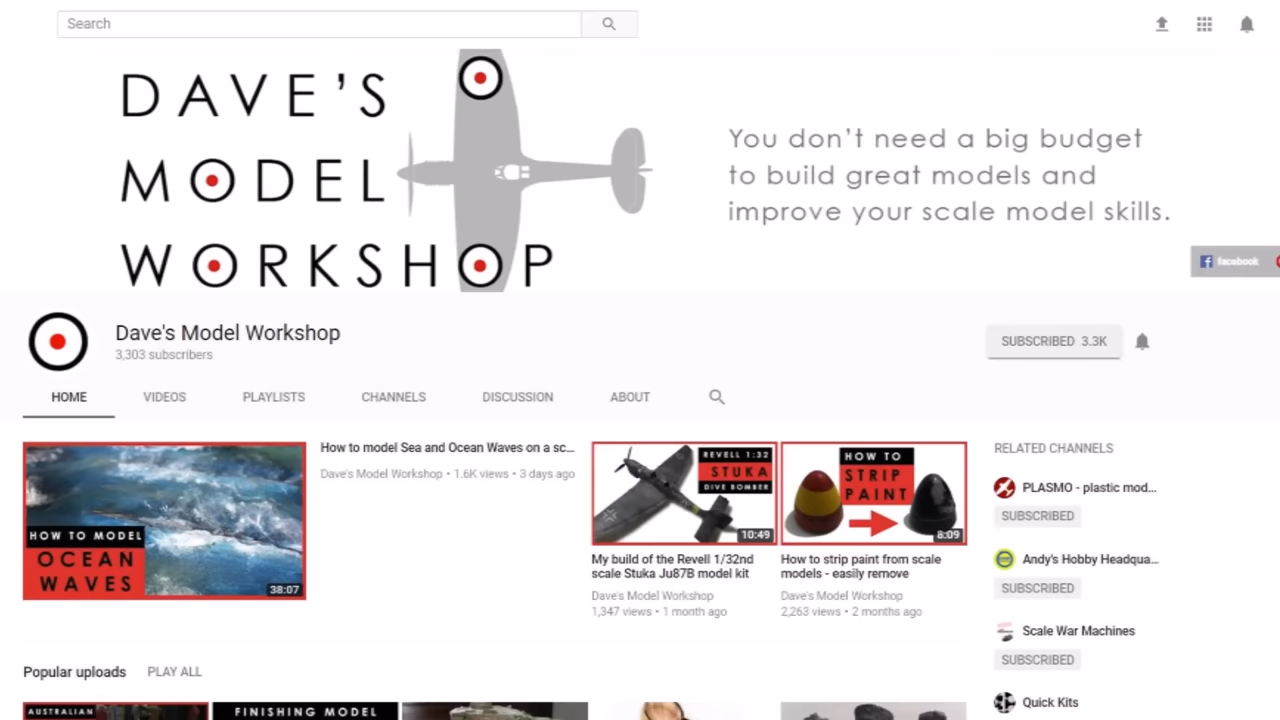 Search
DAVE'S
MODEL
WORKSHOP
You don't need a big budget
to build great models and
improve your scale model skills.
facebook
Dave's Model Workshop
3,303 subscribers
SUBSCRIBED 3.3K
HOME VIDEOS PLAYLISTS CHANNELS DISCUSSION ABOUT
HOW TO MODEL
OCEAN
WAVES
38:07
How to model Sea and Ocean Waves on a sc...
Dave's Model Workshop • 1.6K views • 3 days ago
REVELL 1:32
STUKA
DIVE BOMBER
10:49
My build of the Revell 1/32nd
scale Stuka Ju87B model kit
Dave's Model Workshop
1,347 views • 1 month ago
HOW TO
STRIP
PAINT
8:09
How to strip paint from scale
models - easily remove
Dave's Model Workshop
2,263 views • 2 months ago
RELATED CHANNELS
PLASMO - plastic mod...
SUBSCRIBED
Andy's Hobby Headqua...
SUBSCRIBED
Scale War Machines
SUBSCRIBED
Quick Kits
Popular uploads PLAY ALL
AUSTRALIAN
FINISHING MODEL